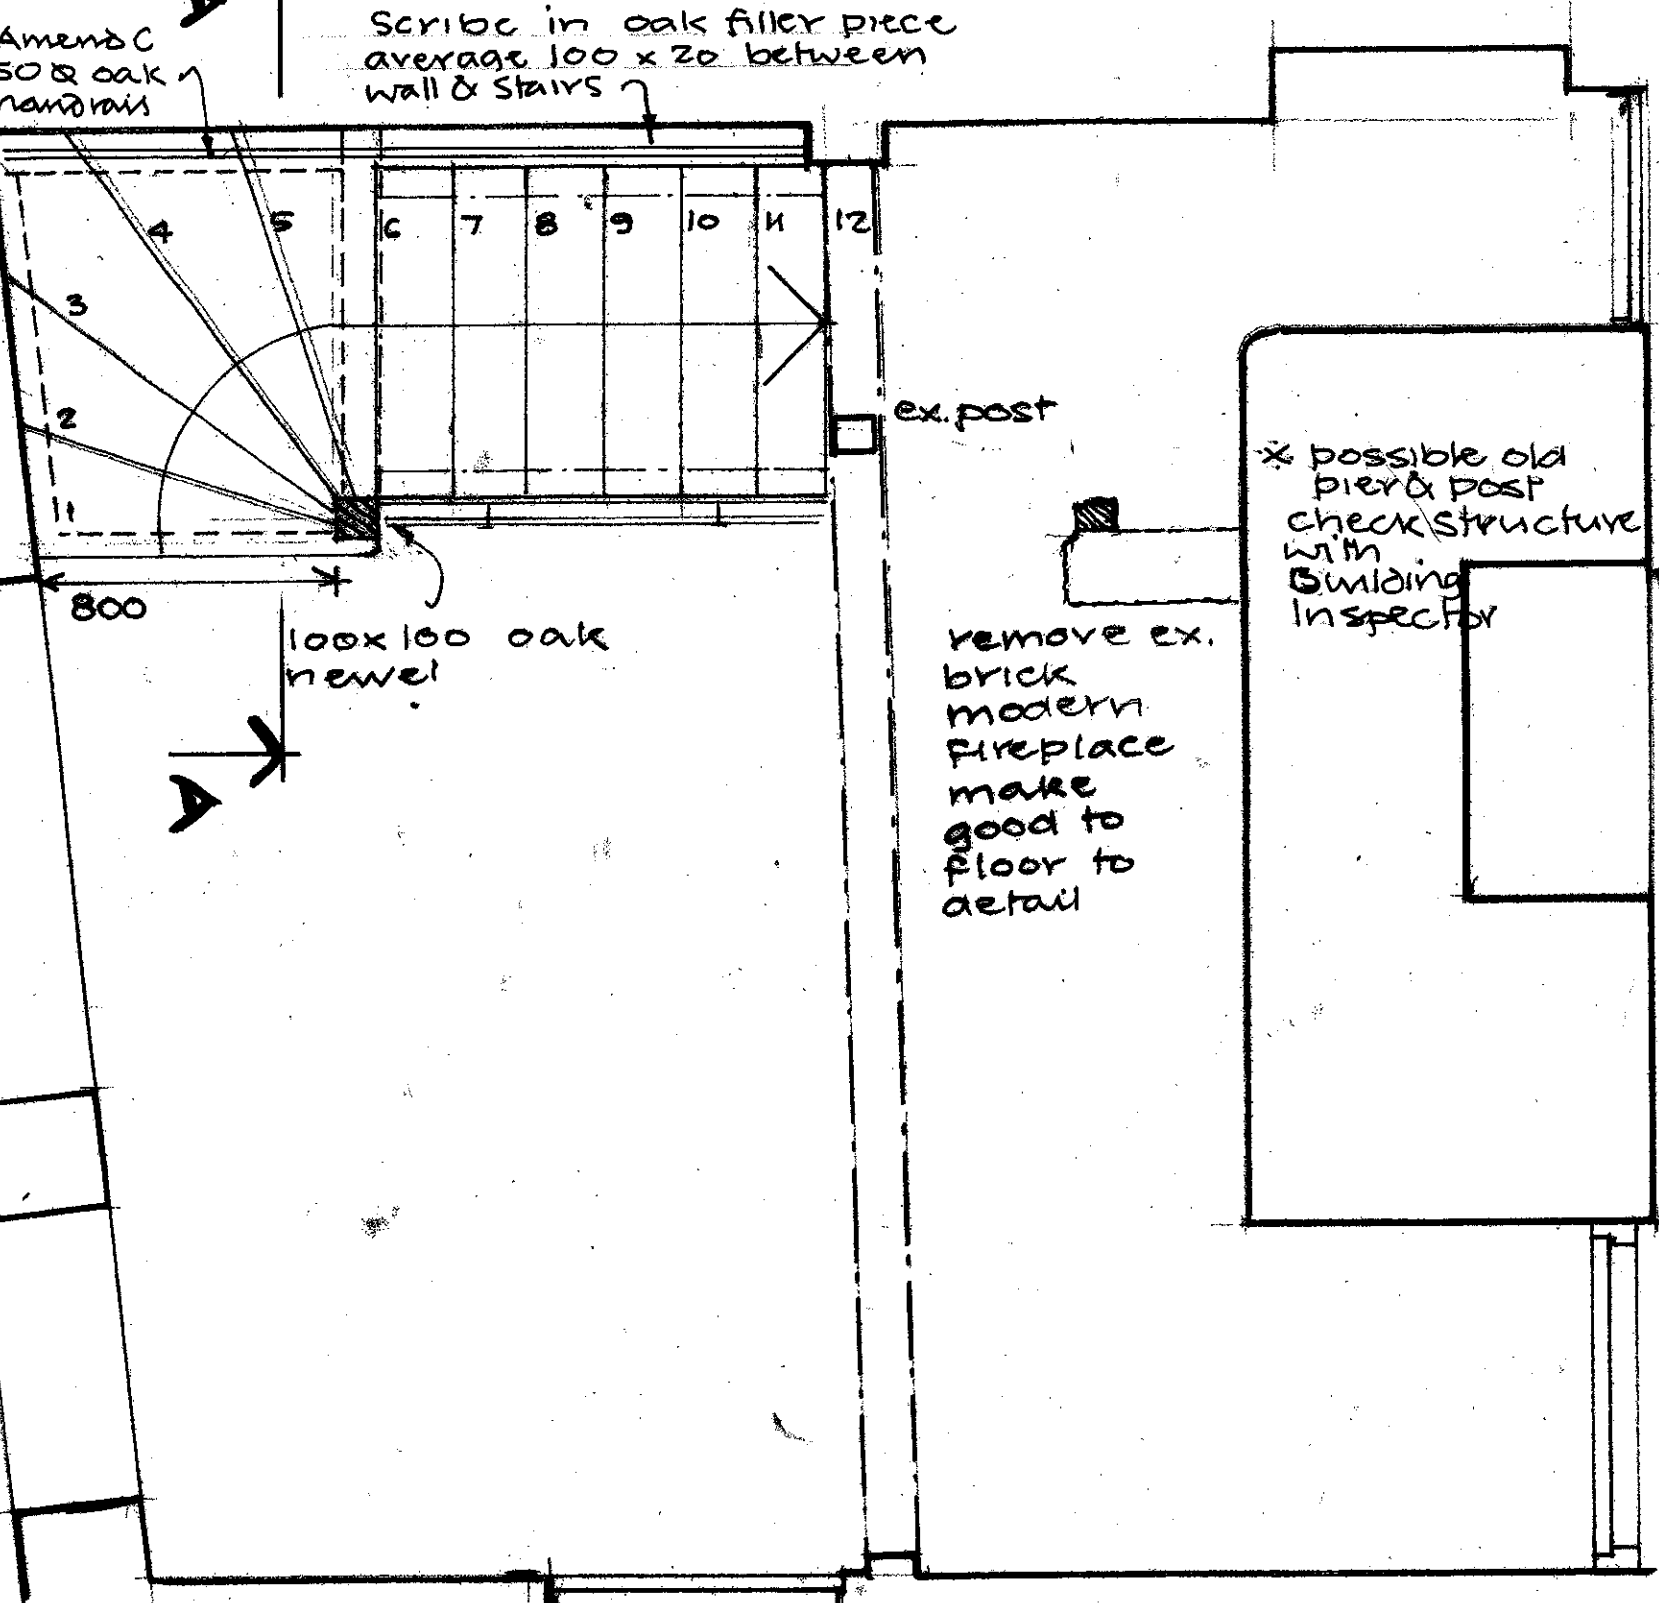 Amend C
50 Ø oak
handrais
Scribe in oak filler piece
average 100 x 20 between
wall & stairs
1
2
3
4
5
6
7
8
9
10
11
12
ex. post
800
100x100 oak
newel
A
remove ex.
brick
modern
fireplace
make
good to
floor to
detail
* possible old
pier & post
check structure
with
Building
Inspector